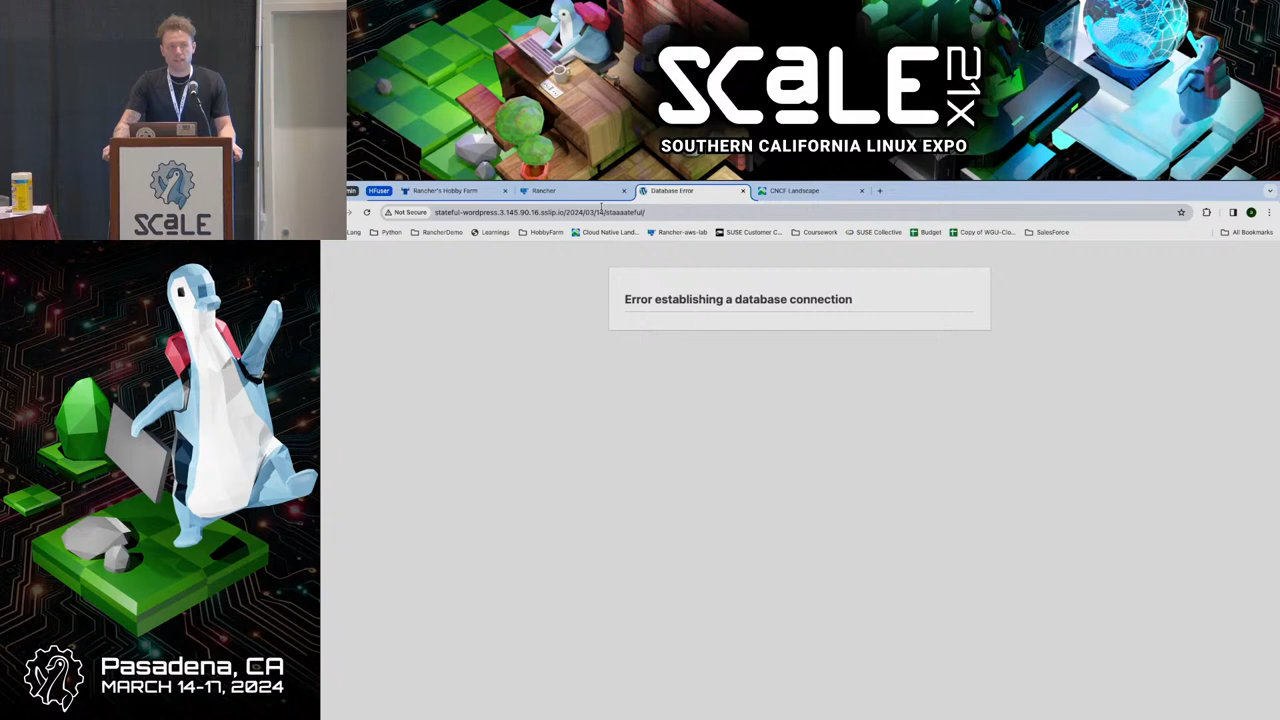 SCALE 21X
SOUTHERN CALIFORNIA LINUX EXPO
SCALE
min
HFuser
Rancher's Hobby Farm
Rancher
Database Error
CNCF Landscape
Not Secure
stateful-wordpress.3.145.90.16.sslip.io/2024/03/14/staaaateful/
Python
RancherDemo
Learnings
HobbyFarm
Cloud Native Land...
Rancher-aws-lab
SUSE Customer C...
Coursework
SUSE Collective
Budget
Copy of WGU-Clo...
SalesForce
All Bookmarks
Error establishing a database connection
Pasadena, CA
MARCH 14-17, 2024